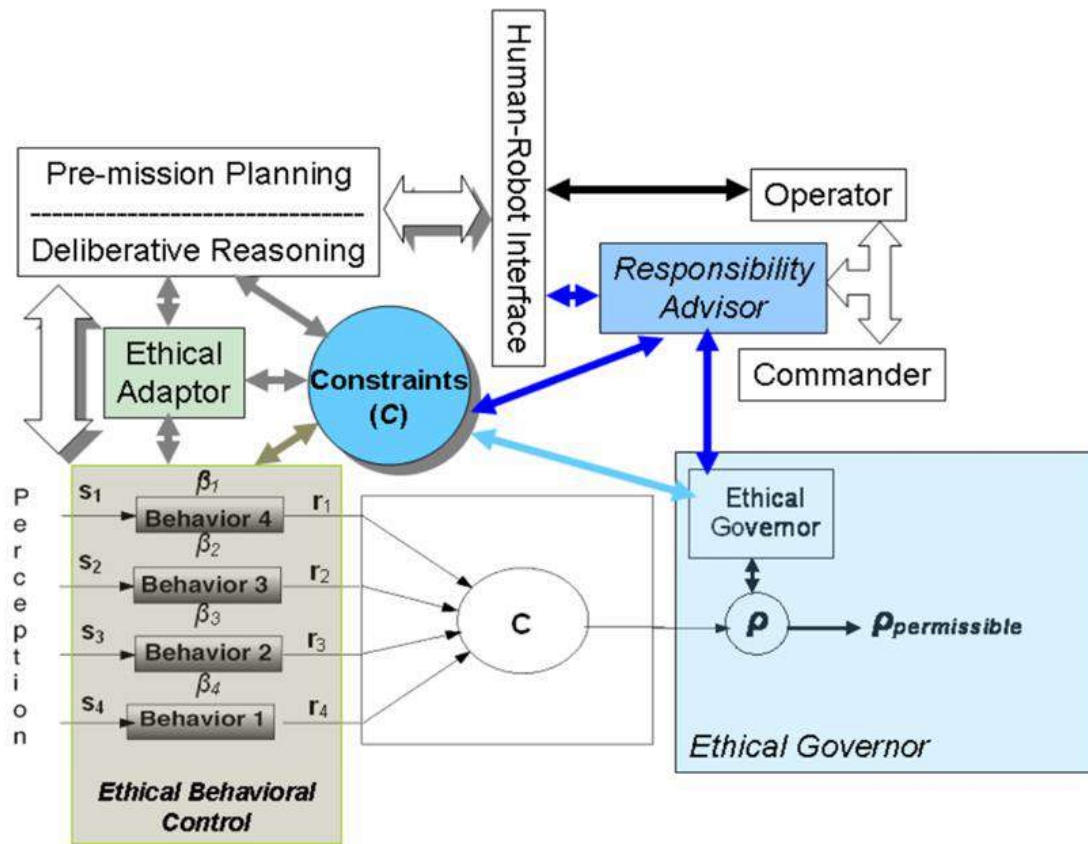 Human-Robot Interface
Pre-mission Planning
Deliberative Reasoning
Operator
Responsibility
Advisor
Commander
Ethical
Adaptor
Constraints
(C)
Perception
s₁
β₁
Behavior 4
r₁
s₂
β₂
Behavior 3
r₂
s₃
β₃
Behavior 2
r₃
s₄
β₄
Behavior 1
r₄
Ethical Behavioral
Control
C
Ethical
Governor
ρ
ρpermissible
Ethical Governor